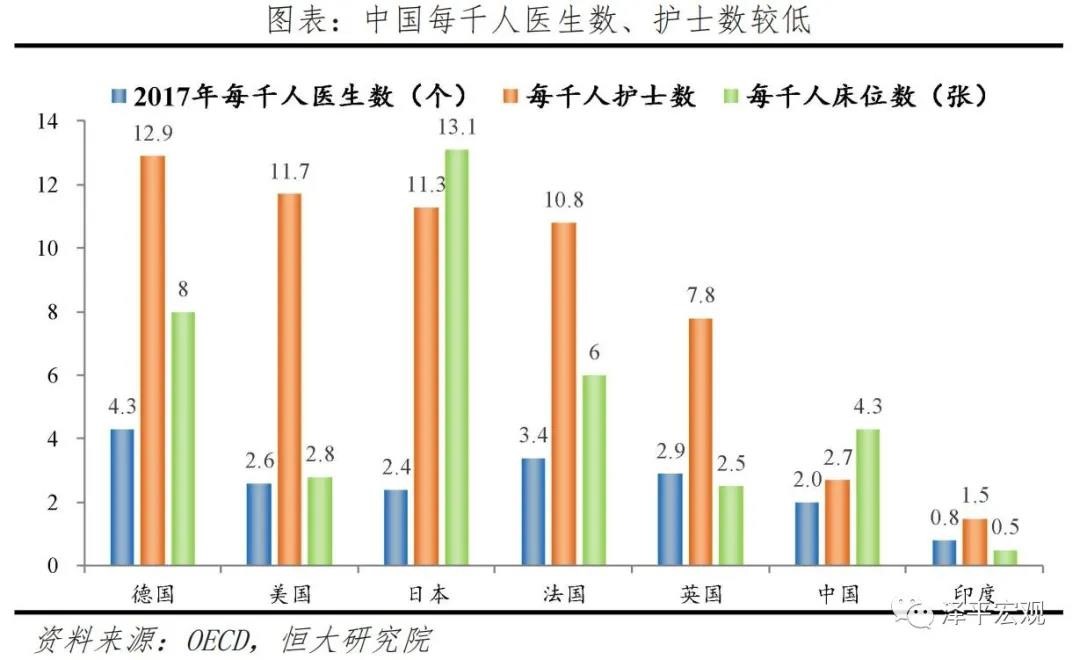 图表：中国每千人医生数、护士数较低
2017年每千人医生数（个） 每千人护士数 每千人床位数（张）
14
12
10
8
6
4
2
0
4.3 12.9 8
2.6 11.7 2.8
2.4 11.3 13.1
3.4 10.8 6
2.9 7.8 2.5
2.0 2.7 4.3
0.8 1.5 0.5
德国 美国 日本 法国 英国 中国 印度
泽平宏观
资料来源：OECD，恒大研究院